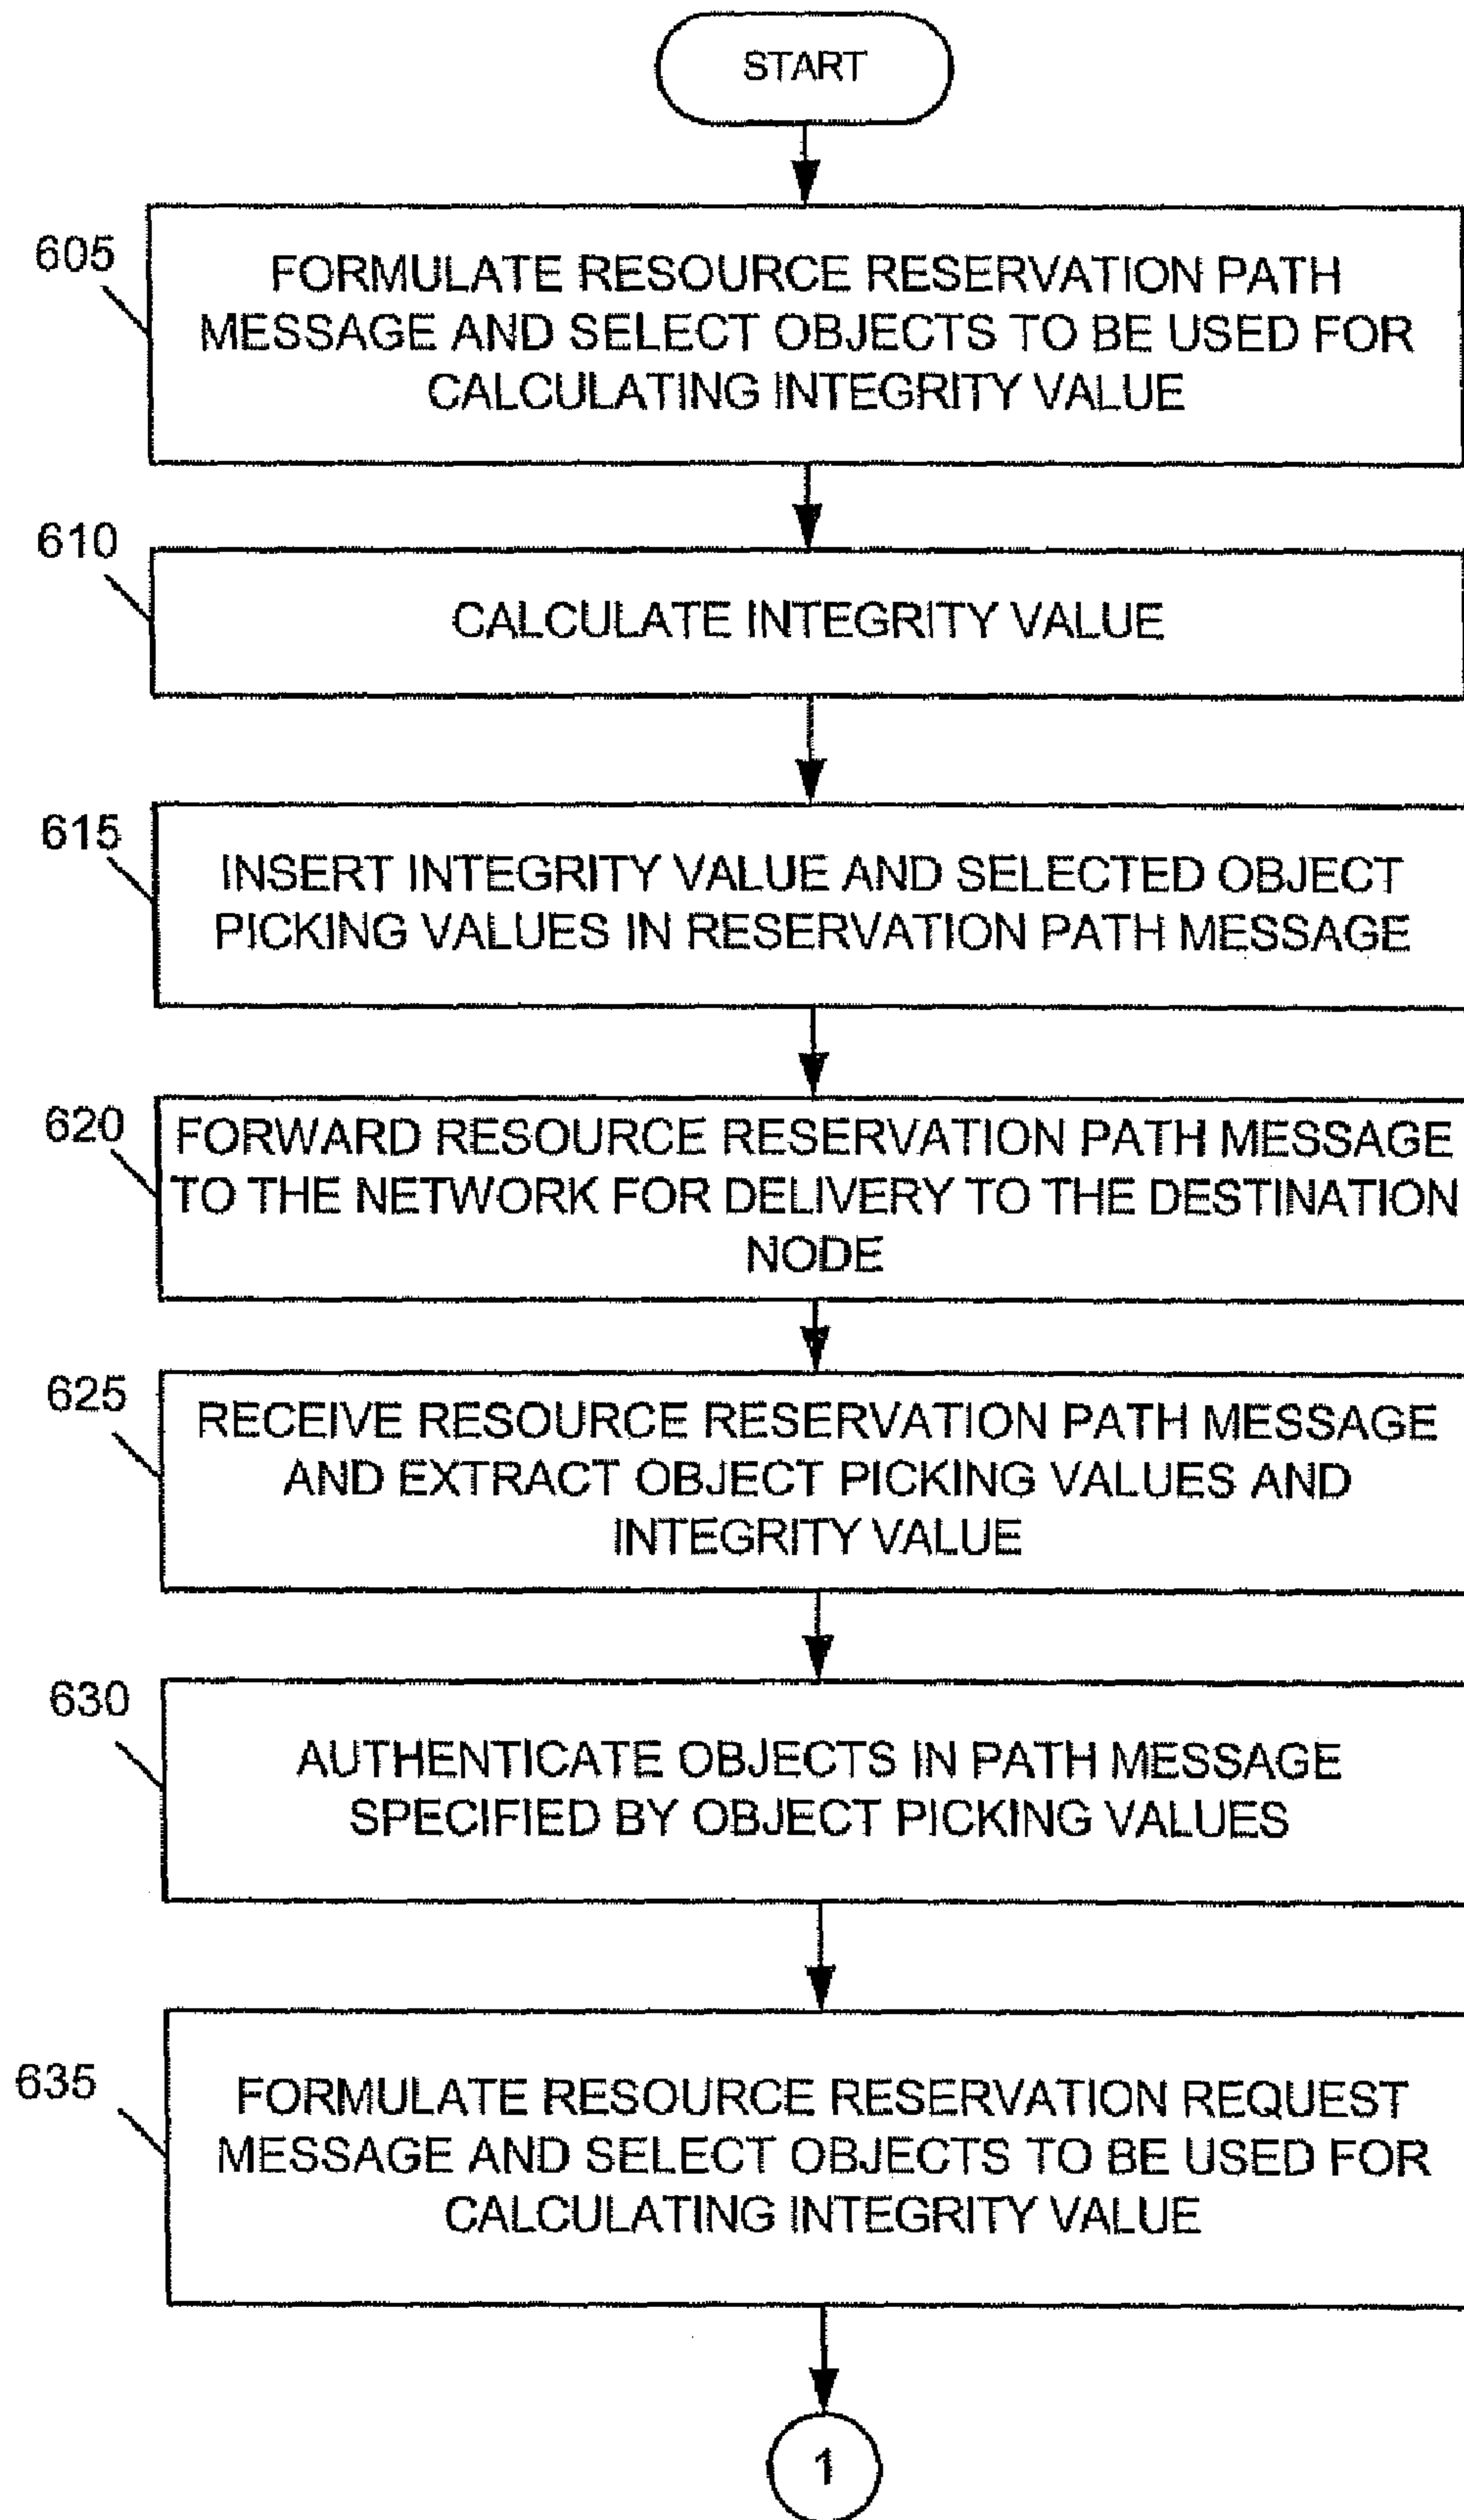 START
605
FORMULATE RESOURCE RESERVATION PATH
MESSAGE AND SELECT OBJECTS TO BE USED FOR
CALCULATING INTEGRITY VALUE
610
CALCULATE INTEGRITY VALUE
615
INSERT INTEGRITY VALUE AND SELECTED OBJECT
PICKING VALUES IN RESERVATION PATH MESSAGE
620
FORWARD RESOURCE RESERVATION PATH MESSAGE
TO THE NETWORK FOR DELIVERY TO THE DESTINATION
NODE
625
RECEIVE RESOURCE RESERVATION PATH MESSAGE
AND EXTRACT OBJECT PICKING VALUES AND
INTEGRITY VALUE
630
AUTHENTICATE OBJECTS IN PATH MESSAGE
SPECIFIED BY OBJECT PICKING VALUES
635
FORMULATE RESOURCE RESERVATION REQUEST
MESSAGE AND SELECT OBJECTS TO BE USED FOR
CALCULATING INTEGRITY VALUE
1